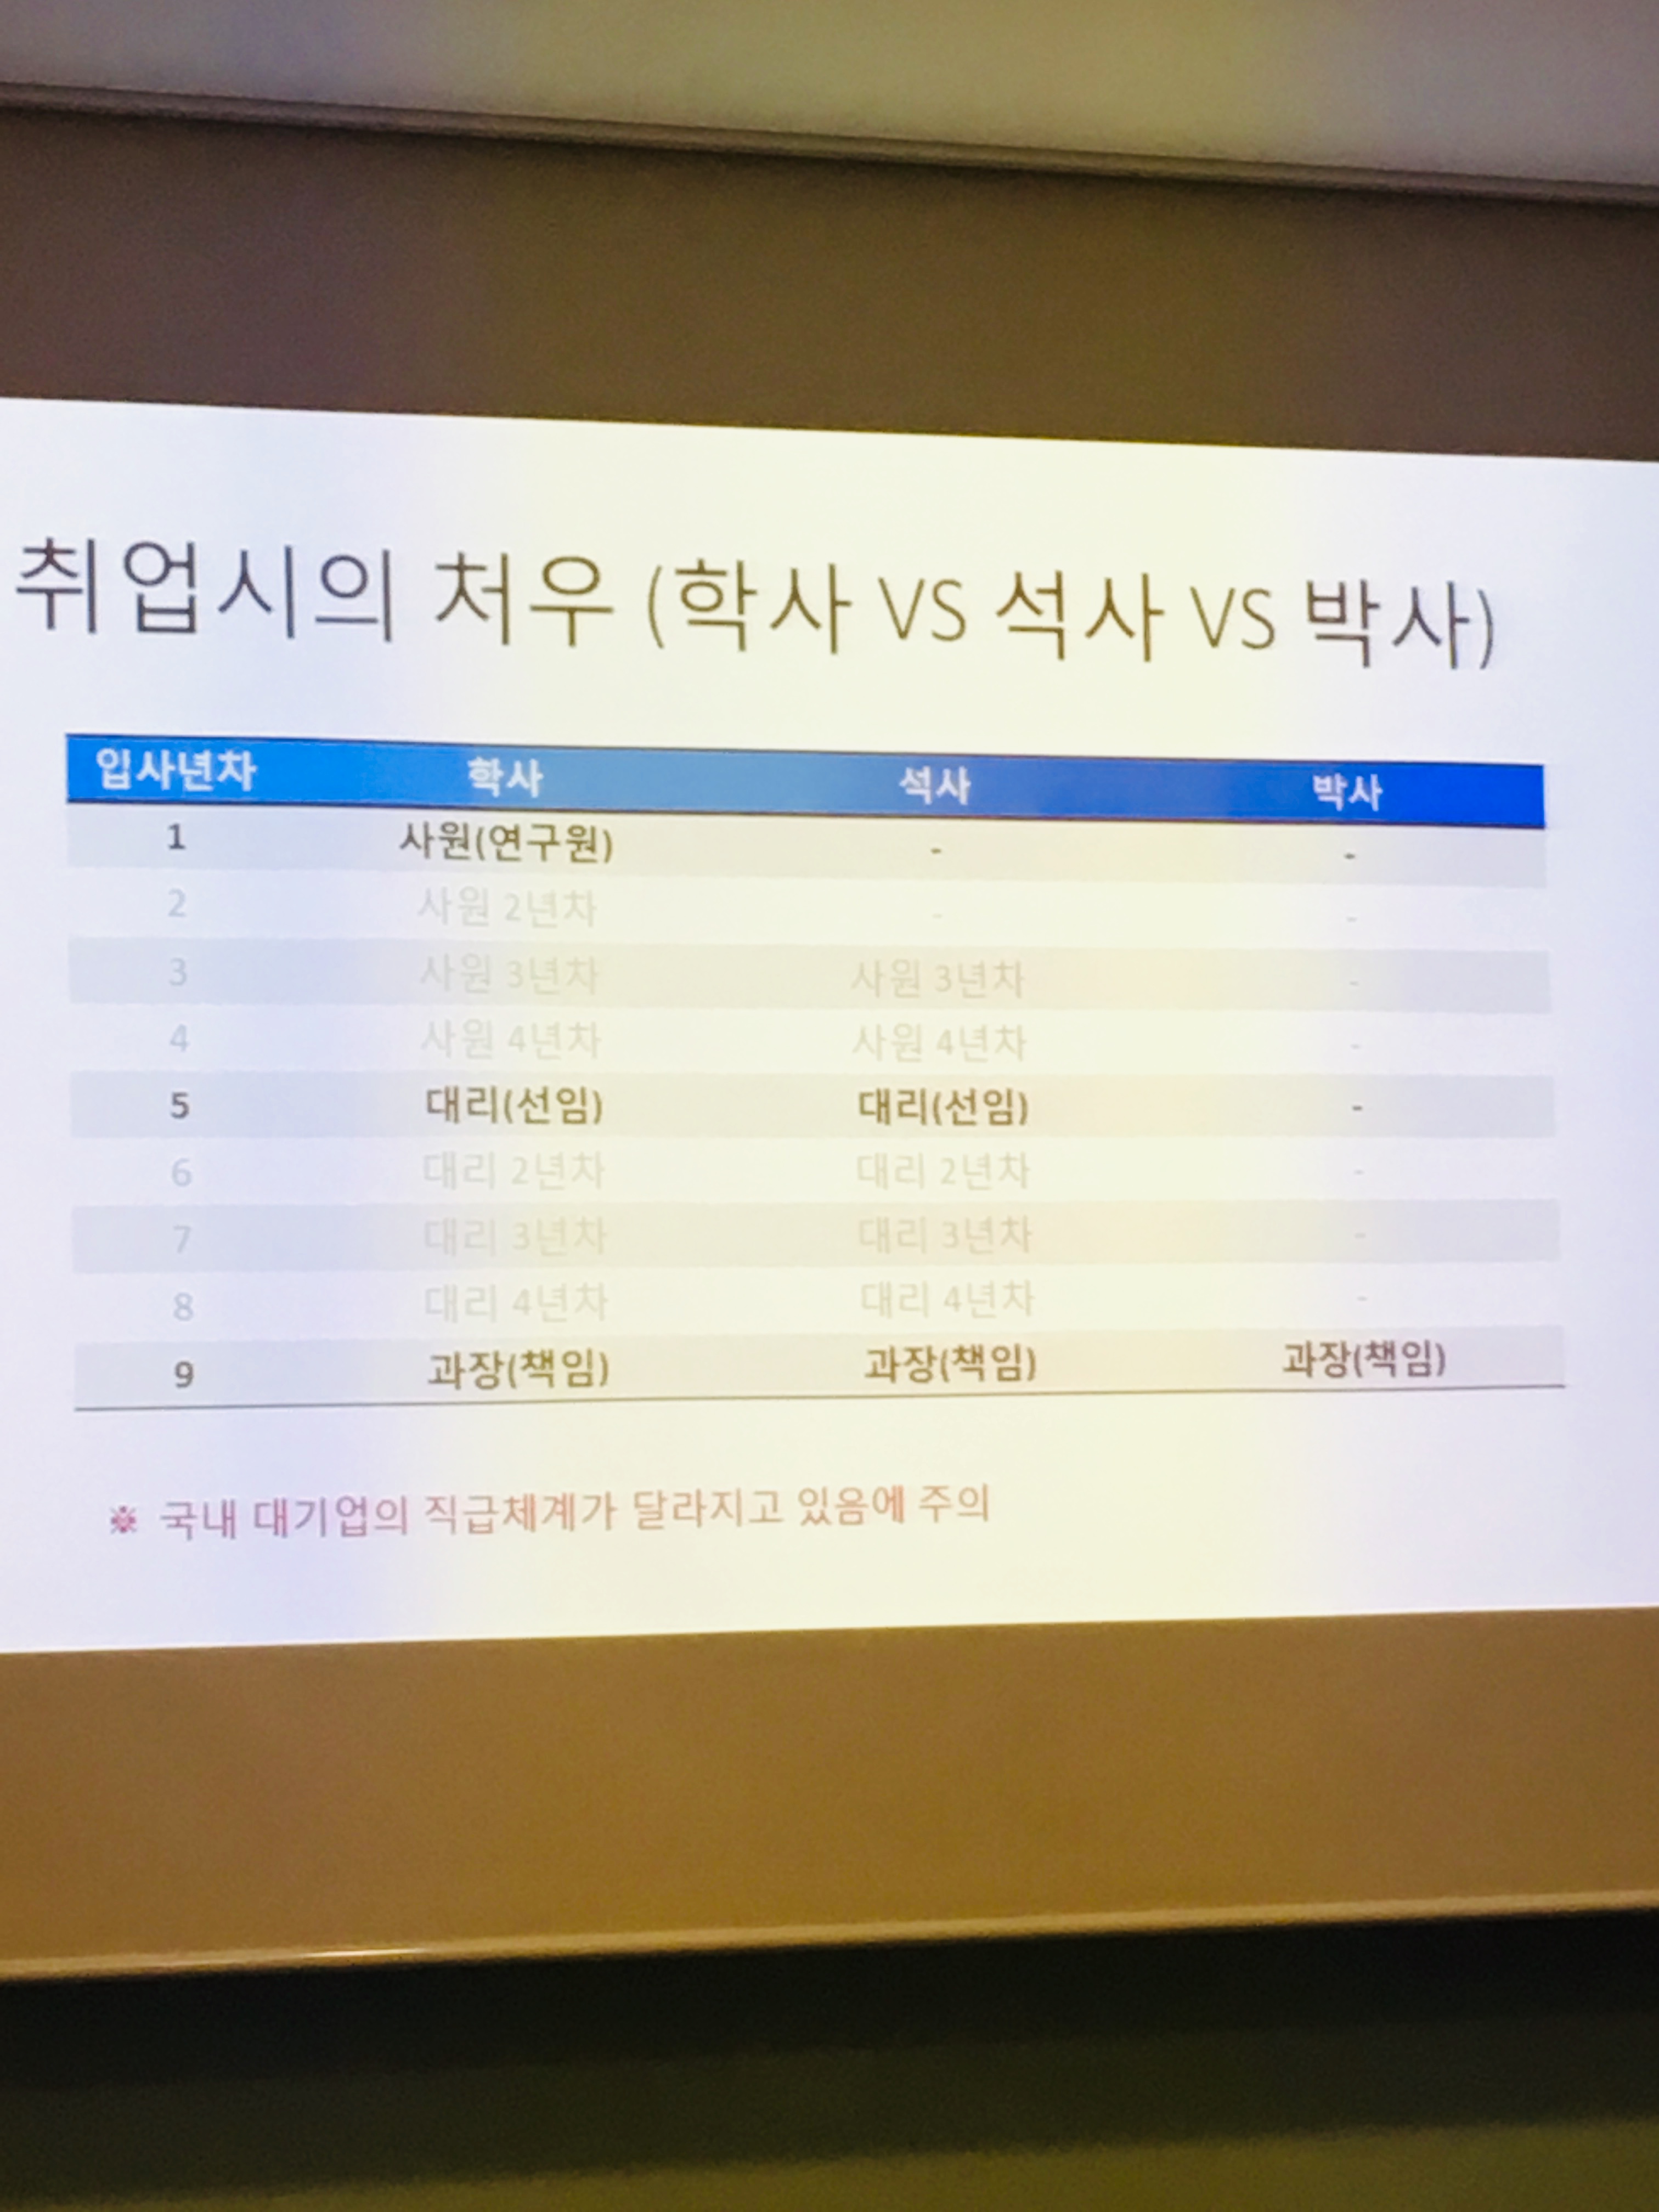 취업시의 처우 (학사 VS 석사 VS 박사)
입사년차 학사 석사 박사
1 사원(연구원) - -
2 사원 2년차 - -
3 사원 3년차 사원 3년차 -
4 사원 4년차 사원 4년차 -
5 대리(선임) 대리(선임) -
6 대리 2년차 대리 2년차 -
7 대리 3년차 대리 3년차 -
8 대리 4년차 대리 4년차 -
9 과장(책임) 과장(책임) 과장(책임)
※ 국내 대기업의 직급체계가 달라지고 있음에 주의